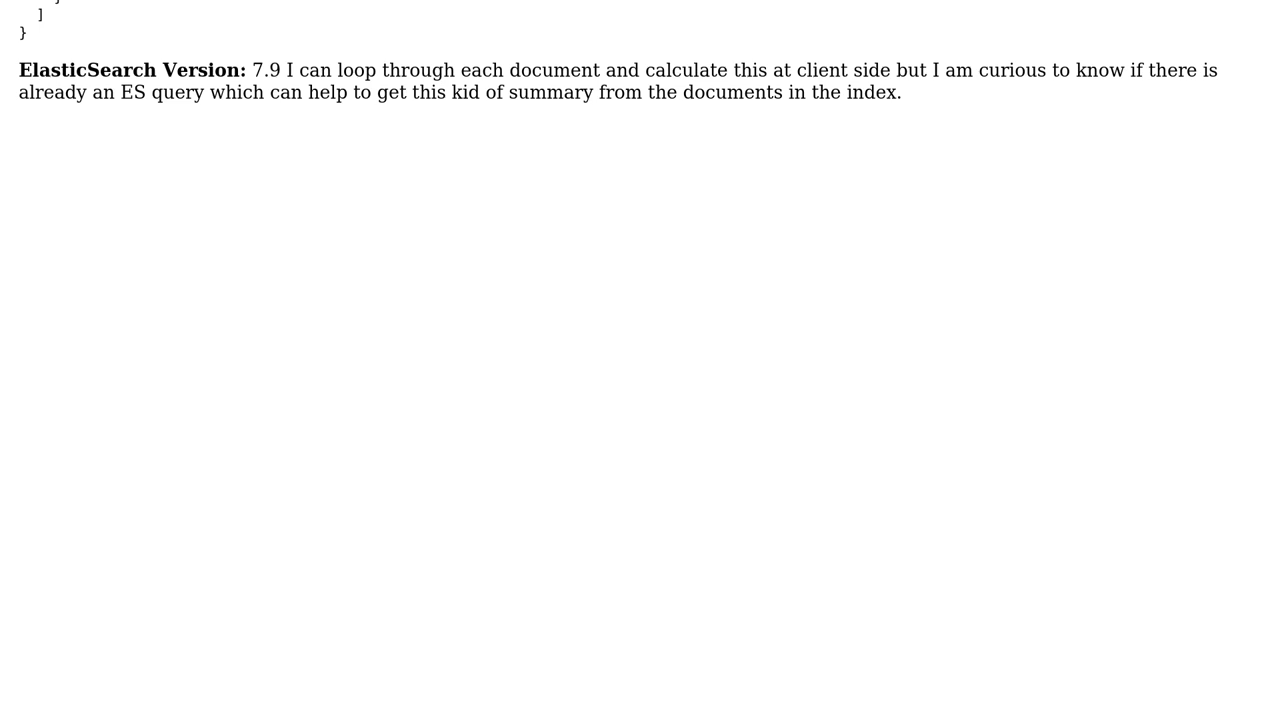 ]
}
ElasticSearch Version: 7.9 I can loop through each document and calculate this at client side but I am curious to know if there is
already an ES query which can help to get this kid of summary from the documents in the index.